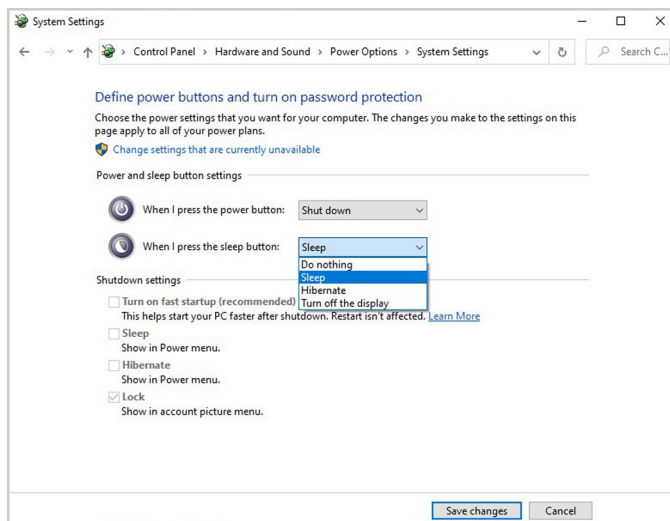 System Settings
Control Panel > Hardware and Sound > Power Options > System Settings
Search C...
Define power buttons and turn on password protection
Choose the power settings that you want for your computer. The changes you make to the settings on this
page apply to all of your power plans.
Change settings that are currently unavailable
Power and sleep button settings
When I press the power button: Shut down
When I press the sleep button: Sleep
Do nothing
Sleep
Hibernate
Turn off the display
Shutdown settings
Turn on fast startup (recommended)
This helps start your PC faster after shutdown. Restart isn't affected. Learn More
Sleep
Show in Power menu.
Hibernate
Show in Power menu.
Lock
Show in account picture menu.
Save changes
Cancel